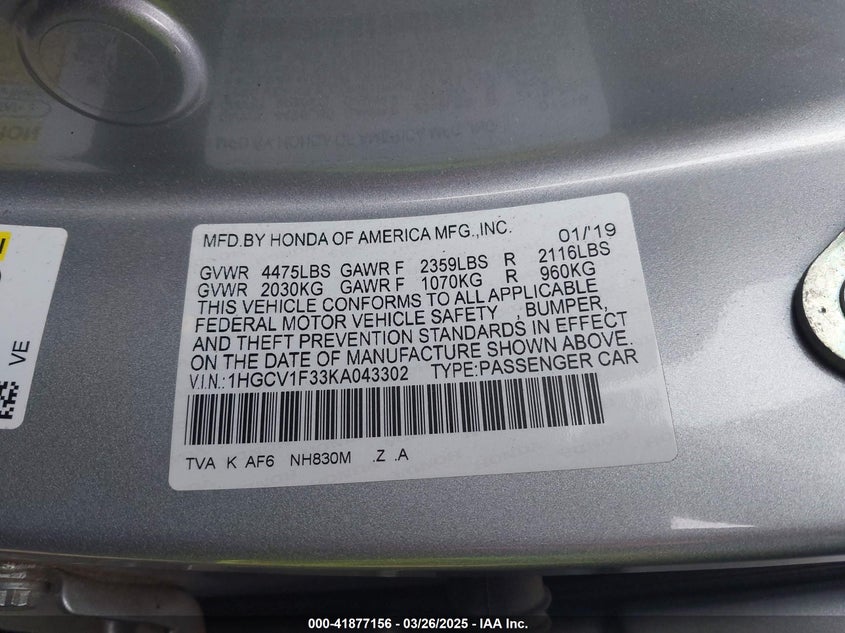 MFD.BY HONDA OF AMERICA MFG.,INC. 01/'19
GVWR 4475LBS GAWR F 2359LBS R 2116LBS
GVWR 2030KG GAWR F 1070KG R 960KG
THIS VEHICLE CONFORMS TO ALL APPLICABLE
FEDERAL MOTOR VEHICLE SAFETY , BUMPER,
AND THEFT PREVENTION STANDARDS IN EFFECT
ON THE DATE OF MANUFACTURE SHOWN ABOVE.
V.I.N.:1HGCV1F33KA043302 TYPE:PASSENGER CAR
TVA K AF6 NH830M .Z .A
VE
000-41877156 — 03/26/2025 — IAA Inc.